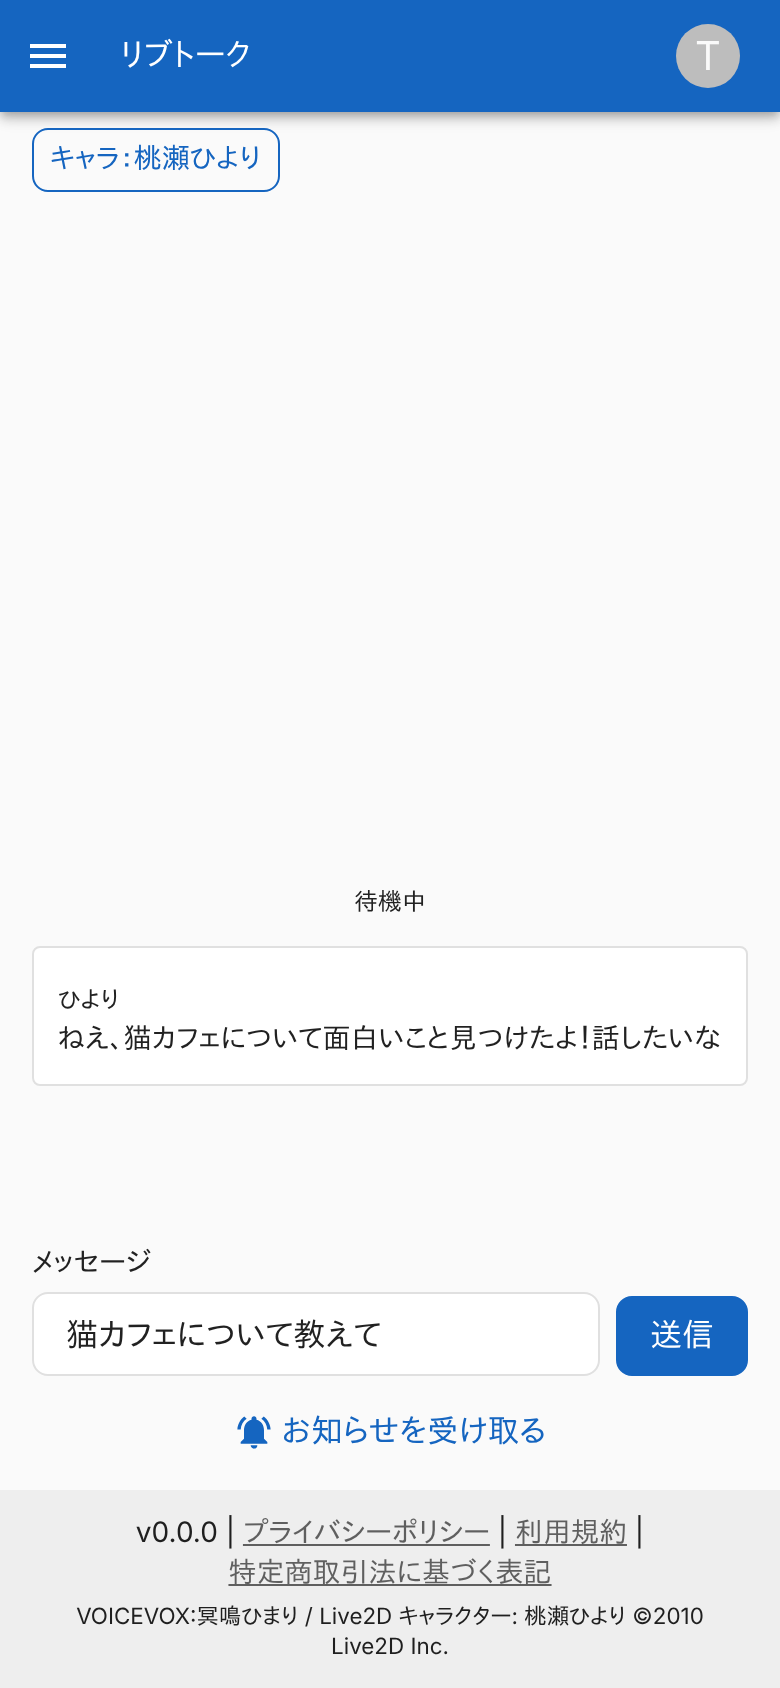 リブトーク
T
キャラ：桃瀬ひより
待機中
ひより
ねえ、猫カフェについて面白いこと見つけたよ！話したいな
メッセージ
猫カフェについて教えて
送信
お知らせを受け取る
v0.0.0 | プライバシーポリシー | 利用規約 |
特定商取引法に基づく表記
VOICEVOX:冥鳴ひまり / Live2D キャラクター: 桃瀬ひより ©2010
Live2D Inc.